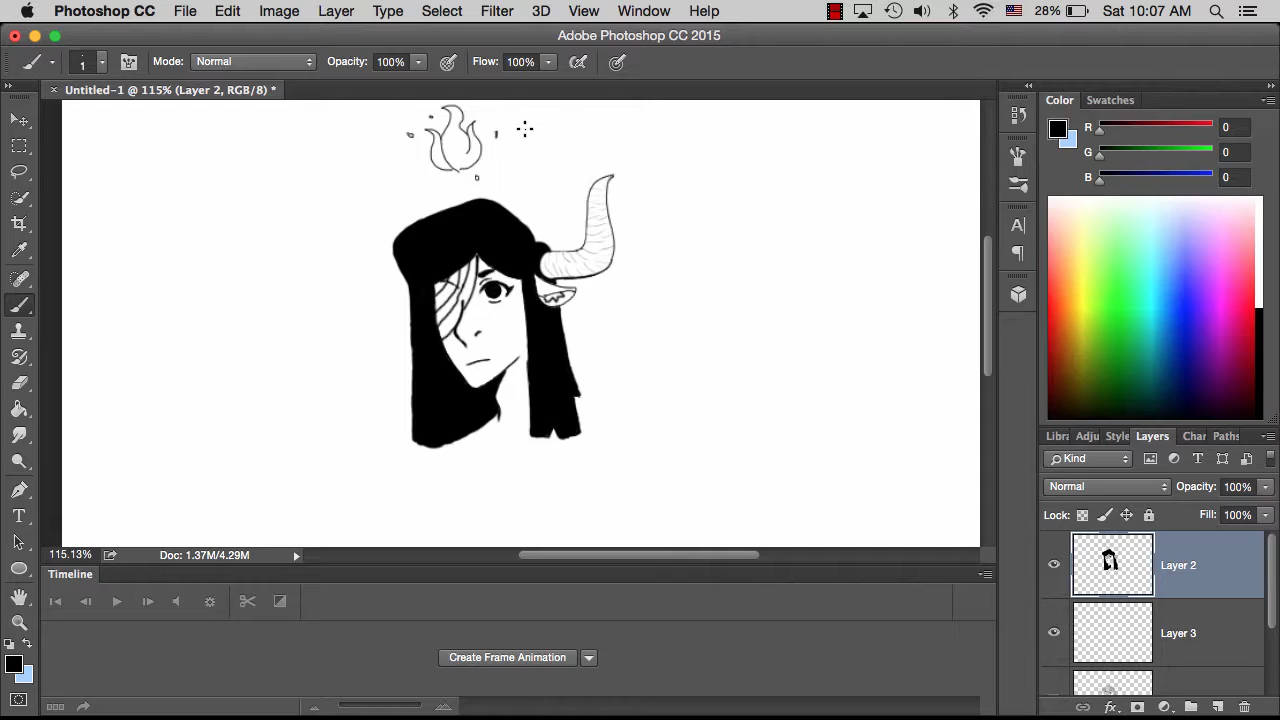 Photoshop CC File Edit Image Layer Type Select Filter 3D View Window Help 28% Sat 10:07 AM
Adobe Photoshop CC 2015
1 Mode: Normal Opacity: 100% Flow: 100%
× Untitled-1 @ 115% (Layer 2, RGB/8) *
Color Swatches
R 0
G 0
B 0
Libra Adju Style Layers Char Paths
Kind
Normal Opacity: 100%
Lock: Fill: 100%
Layer 2
Layer 3
115.13% Doc: 1.37M/4.29M
Timeline
Create Frame Animation